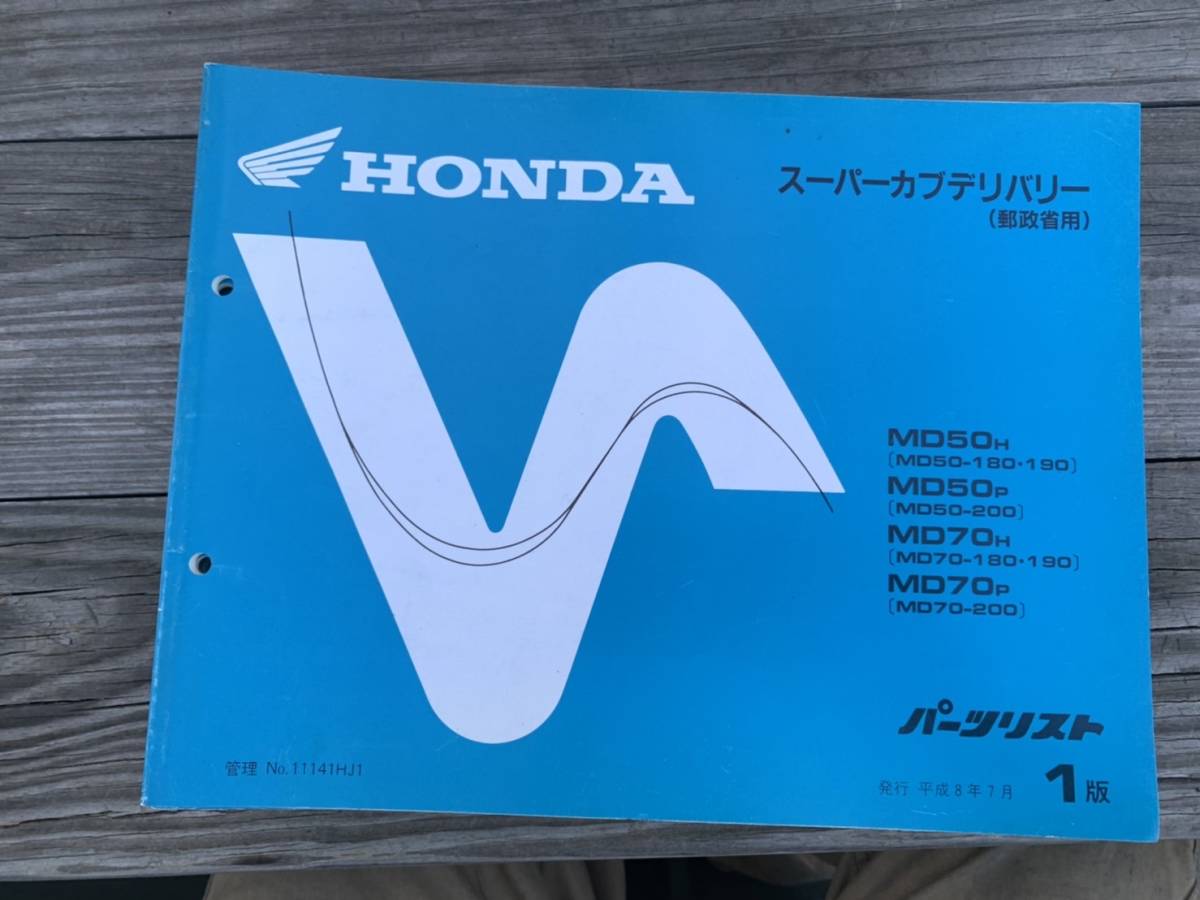 HONDA
スーパーカブデリバリー
(郵政省用)
MD50H
〔MD50-180・190〕
MD50P
〔MD50-200〕
MD70H
〔MD70-180・190〕
MD70P
〔MD70-200〕
パーツリスト
管理 No.11141HJ1
発行 平成8年7月 1版